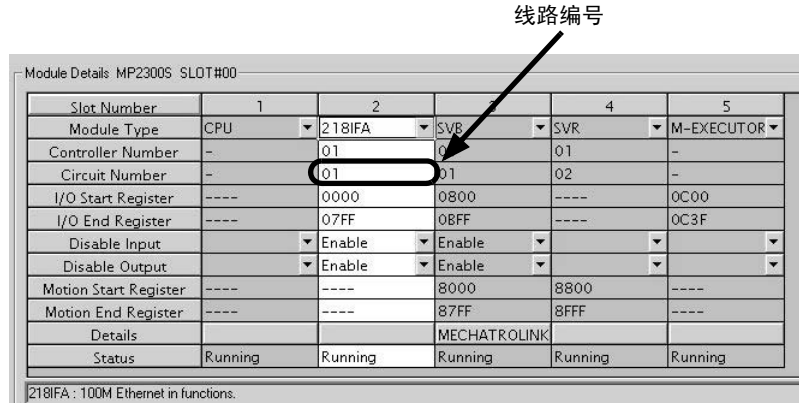 线路编号
Module Details MP2300S SLOT#00
Slot Number 1 2 3 4 5
Module Type CPU 218IFA SVB SVR M-EXECUTOR
Controller Number - 01 01 -
Circuit Number - 01 01 02 -
I/O Start Register ---- 0000 0800 ---- 0C00
I/O End Register ---- 07FF 0BFF ---- 0C3F
Disable Input Enable Enable
Disable Output Enable Enable
Motion Start Register ---- ---- 8000 8800 ----
Motion End Register ---- ---- 87FF 8FFF ----
Details MECHATROLINK
Status Running Running Running Running Running
218IFA : 100M Ethernet in functions.